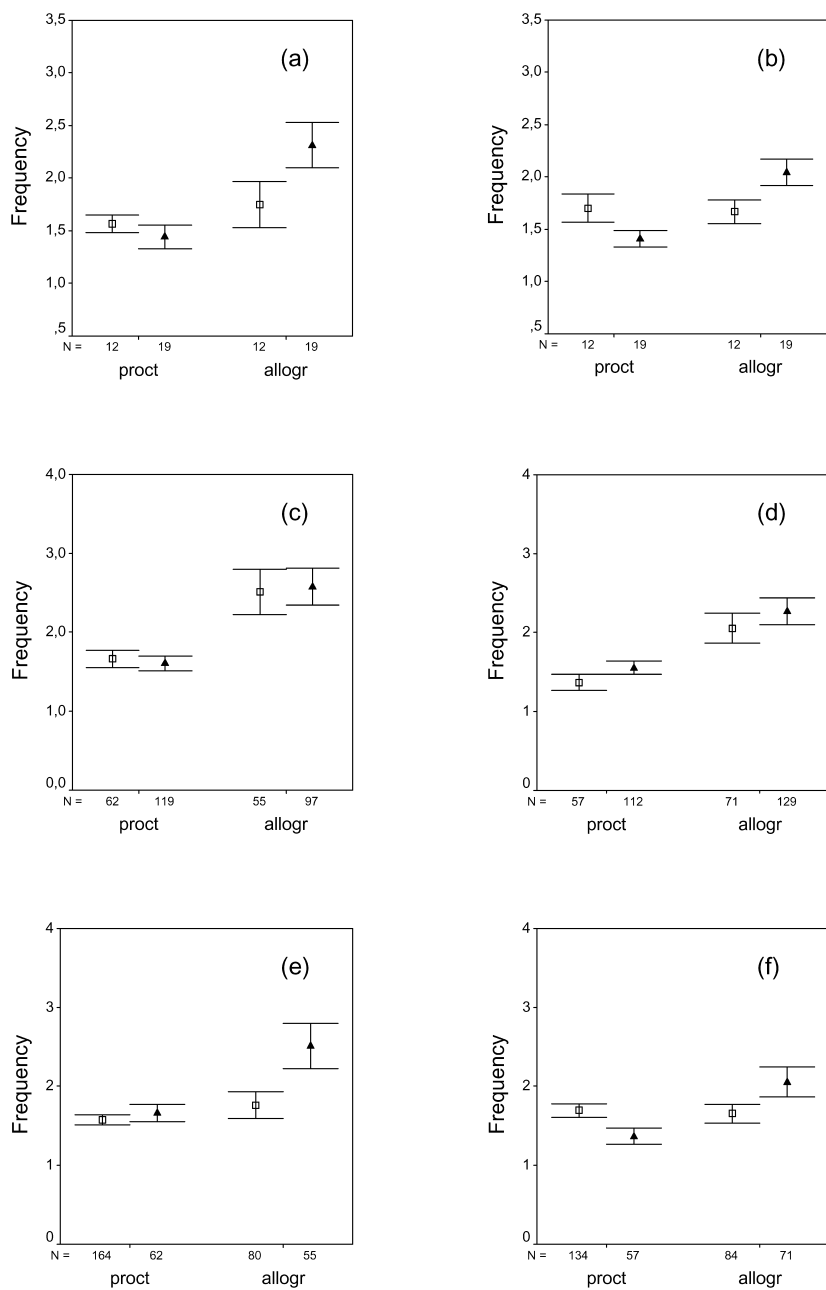 (a)
3,5
3,0
2,5
2,0
1,5
1,0
,5
Frequency
N = 12 19 12 19
proct allogr
(b)
3,5
3,0
2,5
2,0
1,5
1,0
,5
Frequency
N = 12 19 12 19
proct allogr
(c)
4,0
3,0
2,0
1,0
0,0
Frequency
N = 62 119 55 97
proct allogr
(d)
4
3
2
1
0
Frequency
N = 57 112 71 129
proct allogr
(e)
4
3
2
1
0
Frequency
N = 164 62 80 55
proct allogr
(f)
4
3
2
1
0
Frequency
N = 134 57 84 71
proct allogr